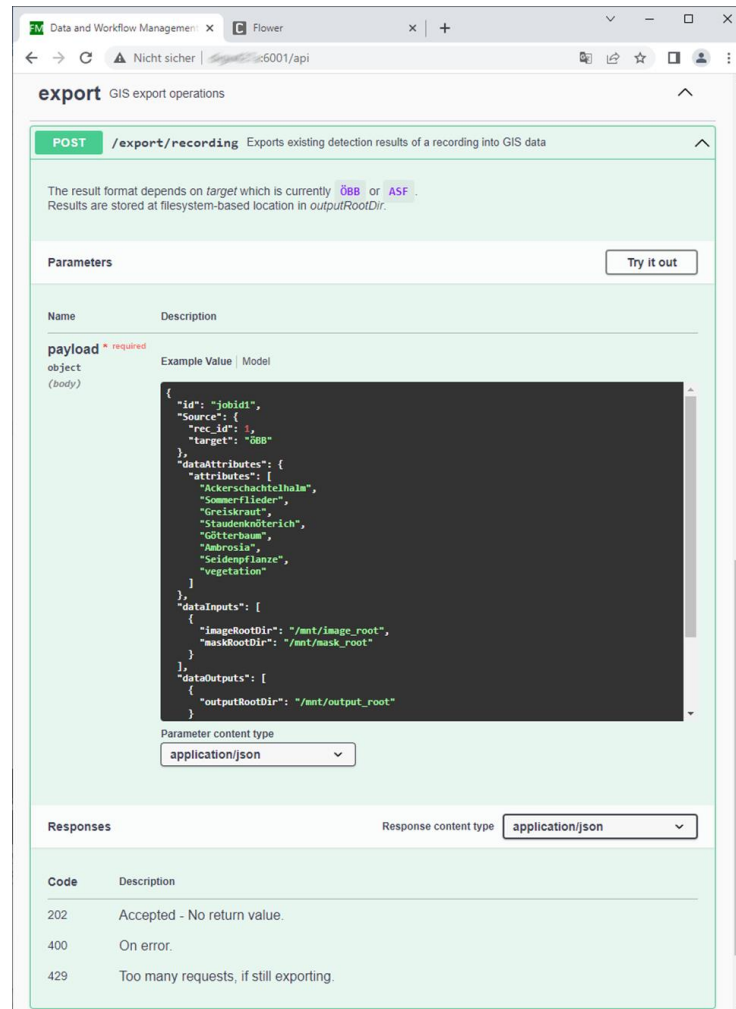 FM Data and Workflow Management
Flower
Nicht sicher
:6001/api
export GIS export operations
POST /export/recording Exports existing detection results of a recording into GIS data
The result format depends on target which is currently ÖBB or ASF .
Results are stored at filesystem-based location in outputRootDir.
Parameters
Try it out
Name Description
payload * required
object
(body)
Example Value | Model
{
"id": "jobid1",
"Source": {
"rec_id": 1,
"target": "öBB"
},
"dataAttributes": {
"attributes": [
"Ackerschachtelhalm",
"Sommerflieder",
"Greiskraut",
"Staudenknöterich",
"Götterbaum",
"Ambrosia",
"Seidenpflanze",
"vegetation"
]
},
"dataInputs": [
{
"imageRootDir": "/mnt/image_root",
"maskRootDir": "/mnt/mask_root"
}
],
"dataOutputs": [
{
"outputRootDir": "/mnt/output_root"
}
Parameter content type
application/json
Responses
Response content type application/json
Code Description
202 Accepted - No return value.
400 On error.
429 Too many requests, if still exporting.